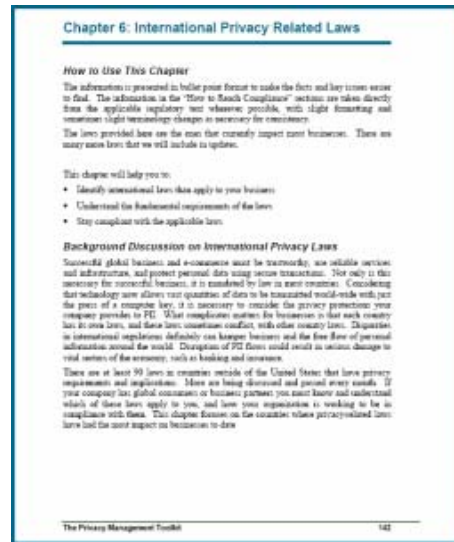 Chapter 6: International Privacy Related Laws
How to Use This Chapter
The information is presented in bullet point format to make the facts and key issues easier
to find. The information in the "How to Reach Compliance" sections are taken directly
from the applicable regulatory text wherever possible, with slight formatting and
sometimes slight terminology changes as necessary for consistency.
The laws provided here are the ones that currently impact most businesses. There are
many more laws that we will include in updates.
This chapter will help you to:
• Identify international laws than apply to your business
• Understand the fundamental requirements of the laws
• Stay compliant with the applicable laws
Background Discussion on International Privacy Laws
Successful global business and e-commerce must be trustworthy, use reliable services
and infrastructure, and protect personal data using secure transactions. Not only is this
necessary for successful business, it is mandated by law in most countries. Considering
that technology now allows vast quantities of data to be transmitted world-wide with just
the press of a computer key, it is necessary to consider the privacy protections your
company provides to PII. What complicates matters for businesses is that each country
has its own laws, and these laws sometimes conflict, with other country laws. Disparities
in international regulations definitely can hamper business and the free flow of personal
information around the world. Disruption of PII flows could result in serious damage to
vital sectors of the economy, such as banking and insurance.
There are at least 90 laws in countries outside of the United States that have privacy
requirements and implications. More are being discussed and passed every month. If
your company has global consumers or business partners you must know and understand
which of these laws apply to you, and how your organization is working to be in
compliance with them. This chapter focuses on the countries where privacy-related laws
have had the most impact on businesses to date
The Privacy Management Toolkit 142